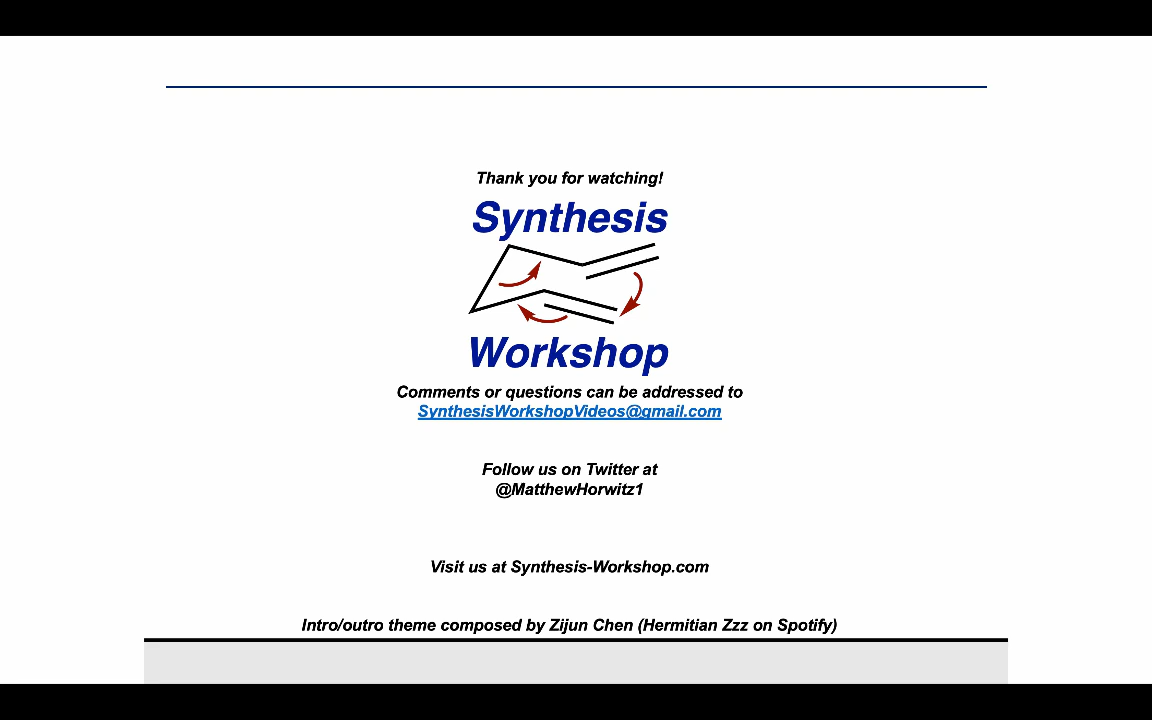 Thank you for watching!
Synthesis
Workshop
Comments or questions can be addressed to
SynthesisWorkshopVideos@gmail.com
Follow us on Twitter at
@MatthewHorwitz1
Visit us at Synthesis-Workshop.com
Intro/outro theme composed by Zijun Chen (Hermitian Zzz on Spotify)